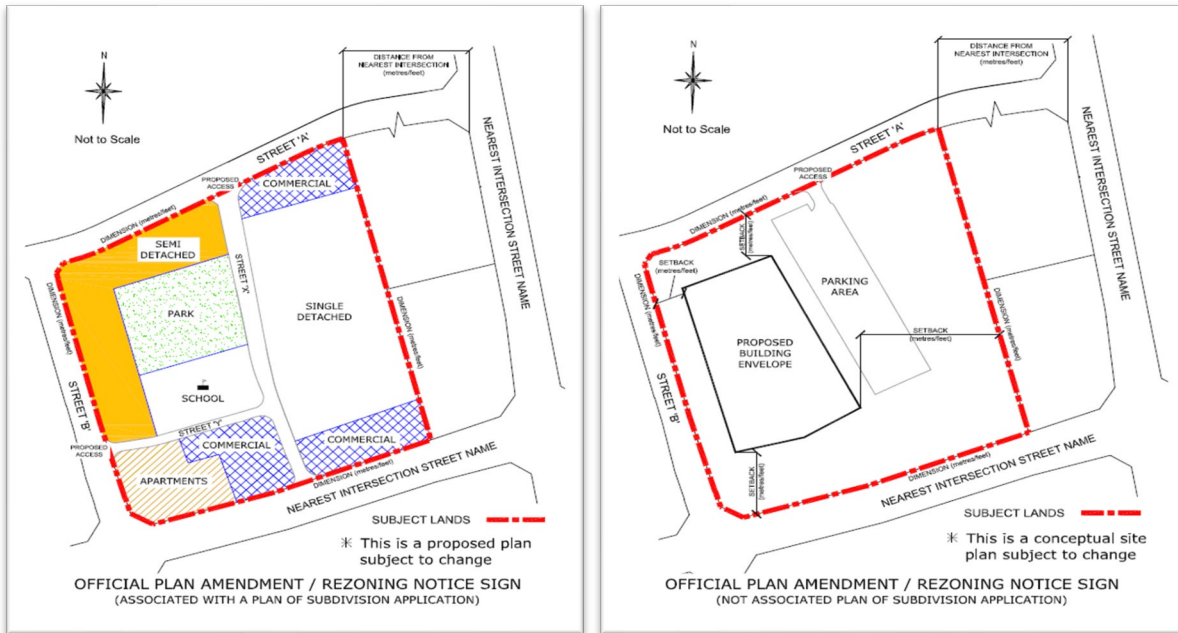 DISTANCE FROM
NEAREST INTERSECTION
(metres/feet)
N
Not to Scale
STREET 'A'
NEAREST INTERSECTION STREET NAME
PROPOSED
ACCESS
COMMERCIAL
DIMENSION (metres/feet)
SEMI
DETACHED
STREET 'X'
DIMENSION (metres/feet)
PARK
SINGLE
DETACHED
DIMENSION (metres/feet)
SCHOOL
STREET 'B'
STREET 'Y'
PROPOSED
ACCESS
COMMERCIAL
COMMERCIAL
APARTMENTS
DIMENSION (metres/feet)
NEAREST INTERSECTION STREET NAME
SUBJECT LANDS
* This is a proposed plan
subject to change
OFFICIAL PLAN AMENDMENT / REZONING NOTICE SIGN
(ASSOCIATED WITH A PLAN OF SUBDIVISION APPLICATION)
DISTANCE FROM
NEAREST INTERSECTION
(metres/feet)
N
Not to Scale
STREET 'A'
NEAREST INTERSECTION STREET NAME
PROPOSED
ACCESS
DIMENSION (metres/feet)
SETBACK
(metres/feet)
SETBACK
(metres/feet)
DIMENSION (metres/feet)
PARKING
AREA
DIMENSION (metres/feet)
SETBACK
(metres/feet)
PROPOSED
BUILDING
ENVELOPE
STREET 'B'
SETBACK
(metres/feet)
DIMENSION (metres/feet)
NEAREST INTERSECTION STREET NAME
SUBJECT LANDS
* This is a conceptual site
plan subject to change
OFFICIAL PLAN AMENDMENT / REZONING NOTICE SIGN
(NOT ASSOCIATED PLAN OF SUBDIVISION APPLICATION)